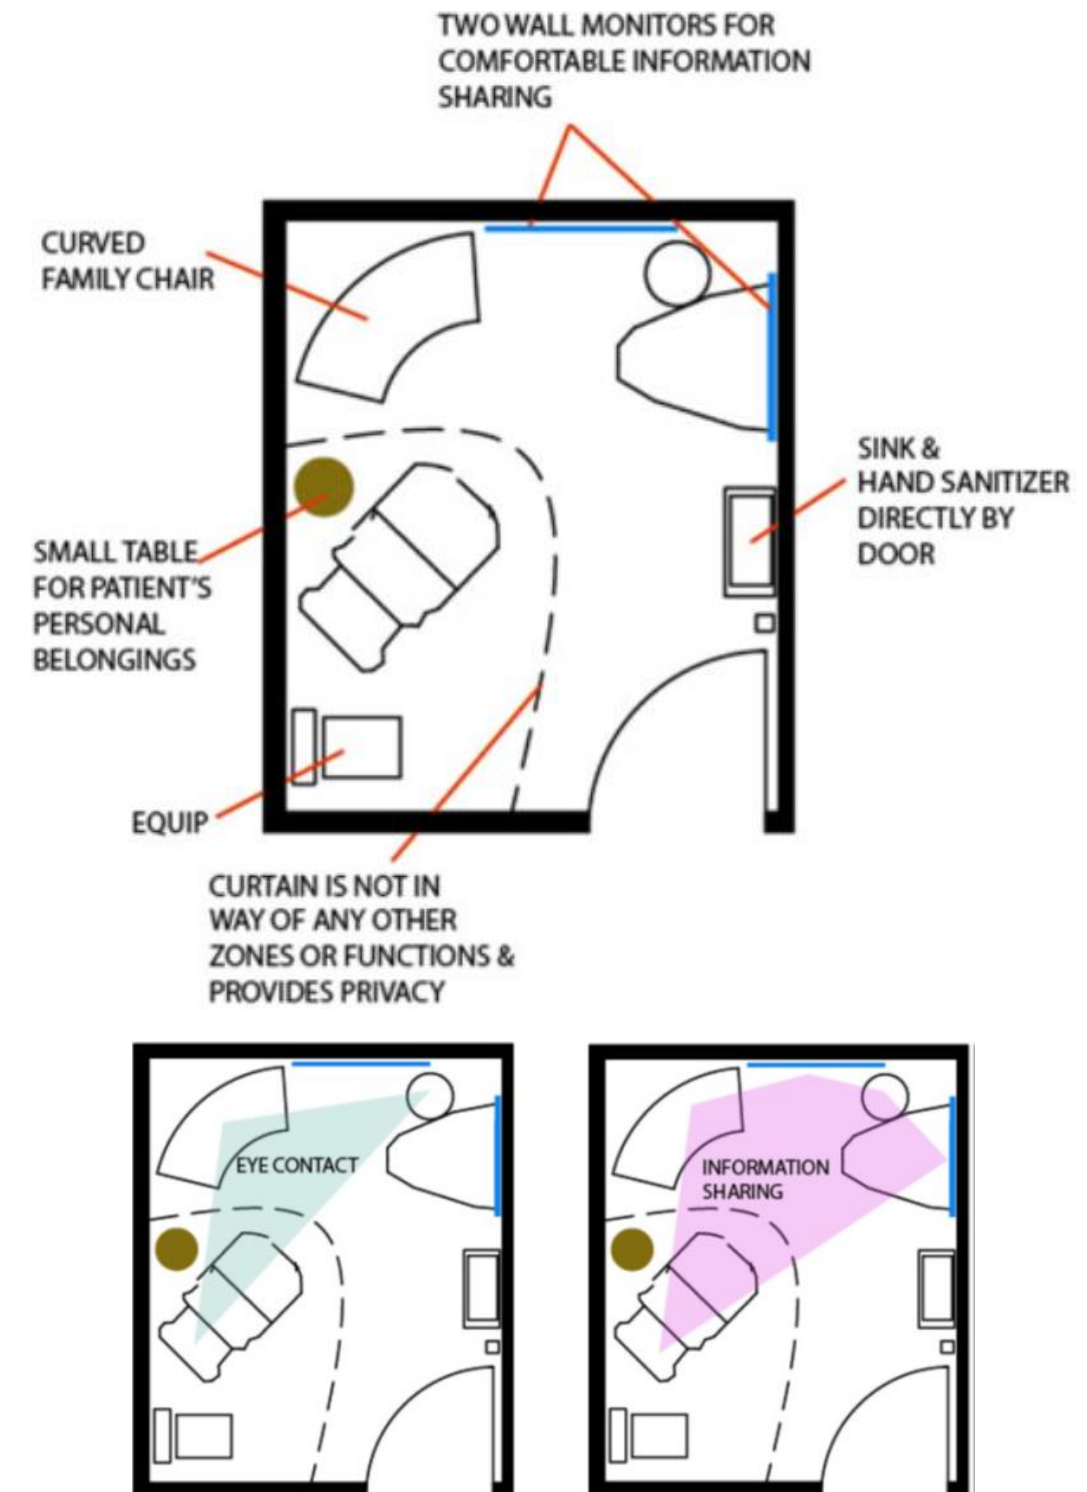 TWO WALL MONITORS FOR
COMFORTABLE INFORMATION
SHARING
CURVED
FAMILY CHAIR
SINK &
HAND SANITIZER
DIRECTLY BY
DOOR
SMALL TABLE
FOR PATIENT'S
PERSONAL
BELONGINGS
EQUIP
CURTAIN IS NOT IN
WAY OF ANY OTHER
ZONES OR FUNCTIONS &
PROVIDES PRIVACY
EYE CONTACT
INFORMATION
SHARING